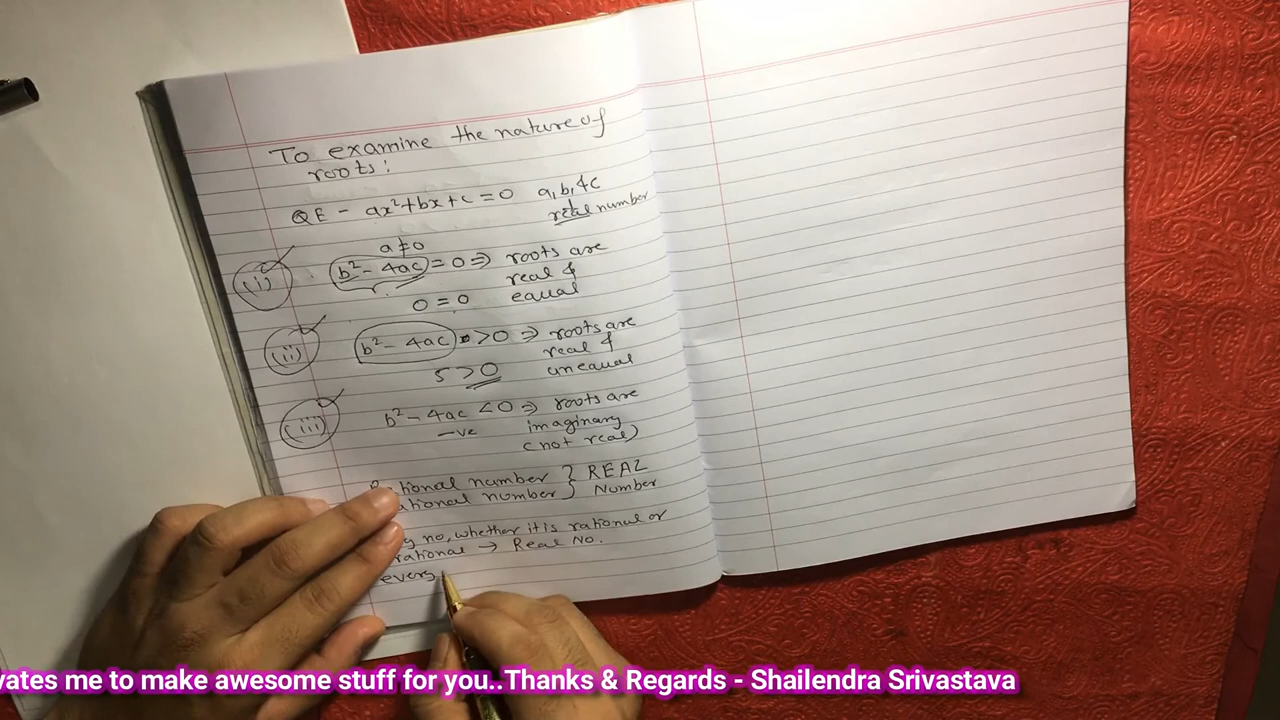 To examine the nature of
roots:
QE - ax²+bx+c=0 a, b, & c
real number
a≠0
(i) b²-4ac = 0 ⇒ roots are
real &
0 = 0 equal
(ii) b²-4ac > 0 ⇒ roots are
real &
5 > 0 unequal
(iii) b²-4ac < 0 ⇒ roots are
-ve imaginary
(not real)
number } REAL
number } Number
no, whether it is rational or
→ Real No.
every
vates me to make awesome stuff for you..Thanks & Regards - Shailendra Srivastava